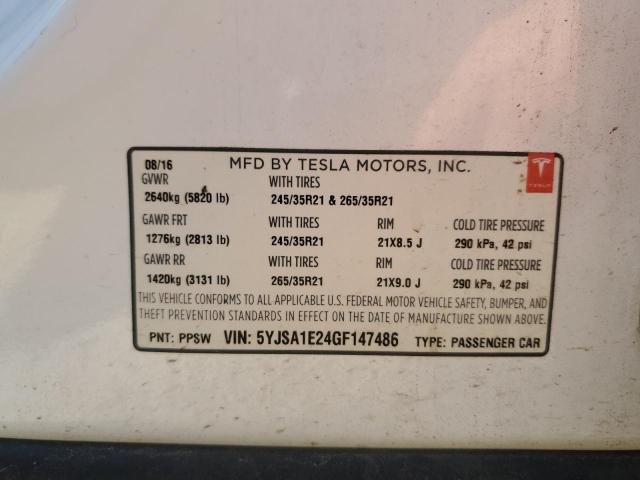 08/16 MFD BY TESLA MOTORS, INC.
GVWR WITH TIRES
2640kg (5820 lb) 245/35R21 & 265/35R21
GAWR FRT WITH TIRES RIM COLD TIRE PRESSURE
1276kg (2813 lb) 245/35R21 21X8.5 J 290 kPa, 42 psi
GAWR RR WITH TIRES RIM COLD TIRE PRESSURE
1420kg (3131 lb) 265/35R21 21X9.0 J 290 kPa, 42 psi
THIS VEHICLE CONFORMS TO ALL APPLICABLE U.S. FEDERAL MOTOR VEHICLE SAFETY, BUMPER, AND
THEFT PREVENTION STANDARDS IN EFFECT ON THE DATE OF MANUFACTURE SHOWN ABOVE.
PNT: PPSW VIN: 5YJSA1E24GF147486 TYPE: PASSENGER CAR
TESLA